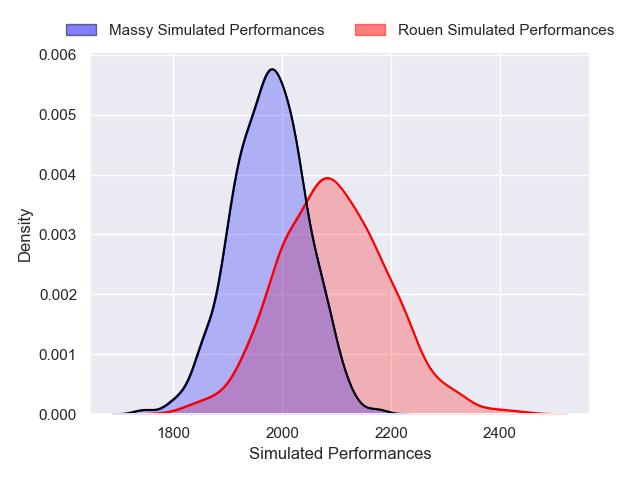 Massy Simulated Performances
Rouen Simulated Performances
0.006
0.005
0.004
0.003
0.002
0.001
0.000
Density
1800
2000
2200
2400
Simulated Performances